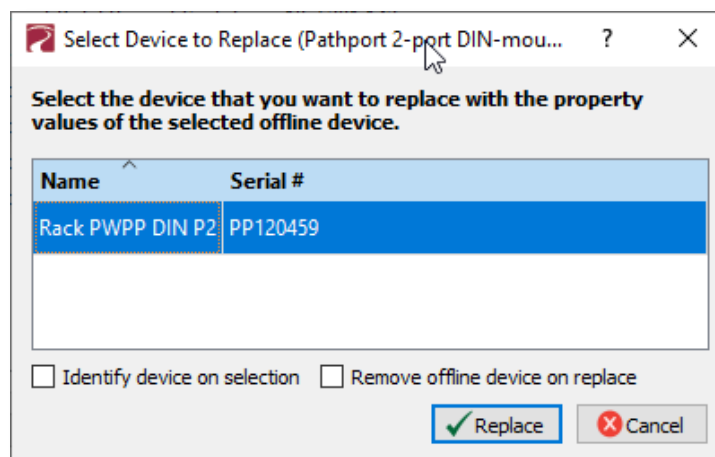 Select Device to Replace (Pathport 2-port DIN-mou... ?
Select the device that you want to replace with the property
values of the selected offline device.
Name Serial #
Rack PWPP DIN P2 PP120459
Identify device on selection Remove offline device on replace
Replace Cancel